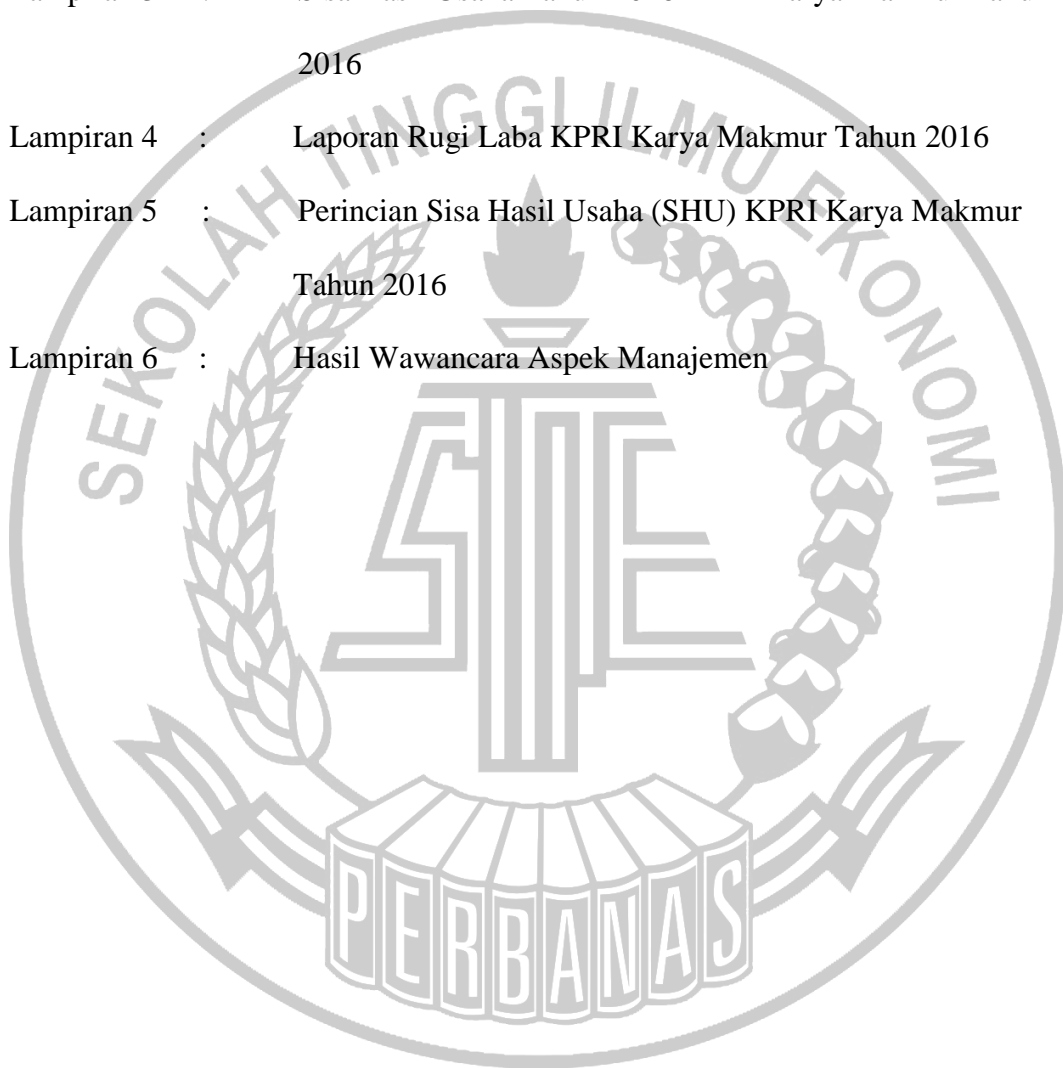 2016
Lampiran 4 : Laporan Rugi Laba KPRI Karya Makmur Tahun 2016
Lampiran 5 : Perincian Sisa Hasil Usaha (SHU) KPRI Karya Makmur
Tahun 2016
Lampiran 6 : Hasil Wawancara Aspek Manajemen
SEKOLAH TINGGI ILMU EKONOMI
STIE
PERBANAS